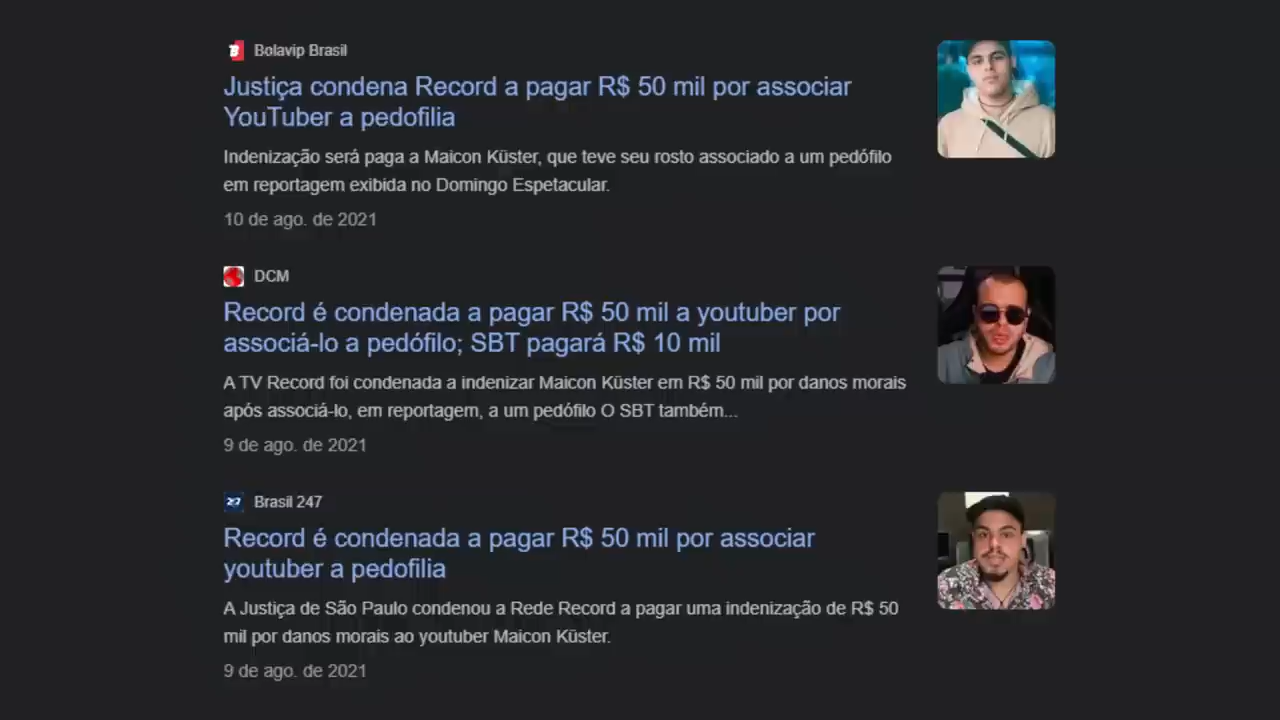 Bolavip Brasil
Justiça condena Record a pagar R$ 50 mil por associar
YouTuber a pedofilia
Indenização será paga a Maicon Küster, que teve seu rosto associado a um pedófilo
em reportagem exibida no Domingo Espetacular.
10 de ago. de 2021
DCM
Record é condenada a pagar R$ 50 mil a youtuber por
associá-lo a pedófilo; SBT pagará R$ 10 mil
A TV Record foi condenada a indenizar Maicon Küster em R$ 50 mil por danos morais
após associá-lo, em reportagem, a um pedófilo O SBT também...
9 de ago. de 2021
247 Brasil 247
Record é condenada a pagar R$ 50 mil por associar
youtuber a pedofilia
A Justiça de São Paulo condenou a Rede Record a pagar uma indenização de R$ 50
mil por danos morais ao youtuber Maicon Küster.
9 de ago. de 2021